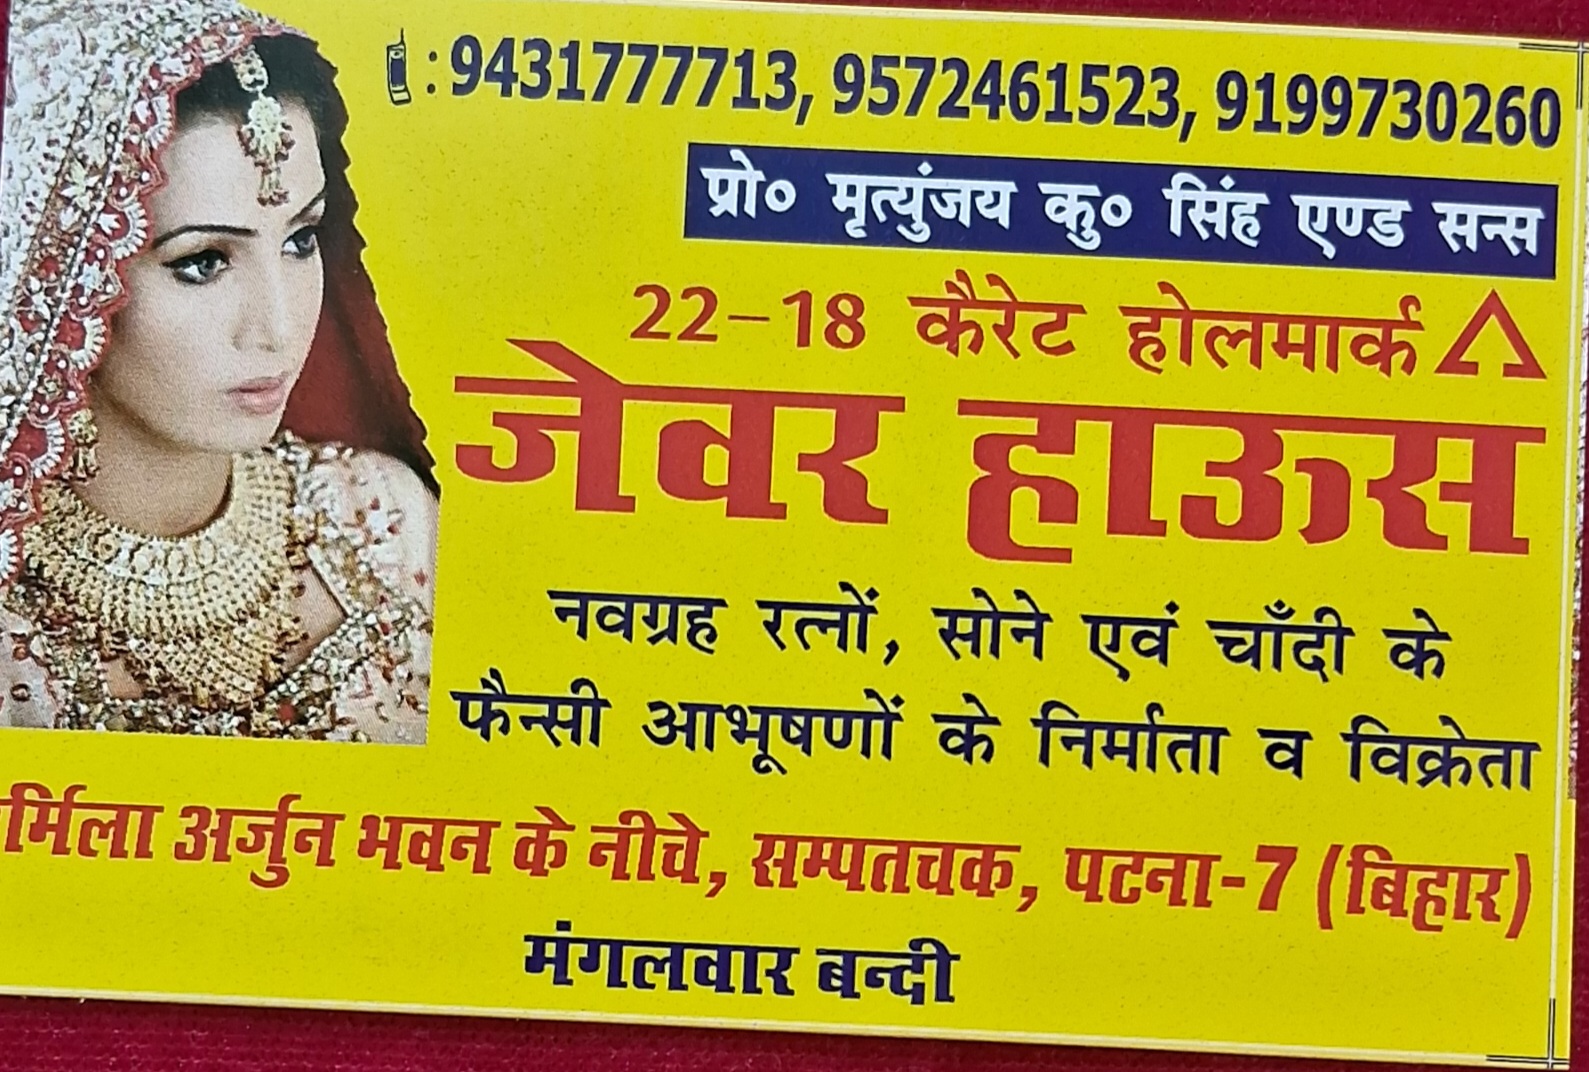 : 9431777713, 9572461523, 9199730260
प्रो० मृत्युंजय कु० सिंह एण्ड सन्स
22-18 कैरेट होलमार्क
जेवर हाऊस
नवग्रह रत्नों, सोने एवं चाँदी के
फैन्सी आभूषणों के निर्माता व विक्रेता
अर्जुन भवन के नीचे, सम्पतचक, पटना-7 (बिहार)
मंगलवार बन्दी